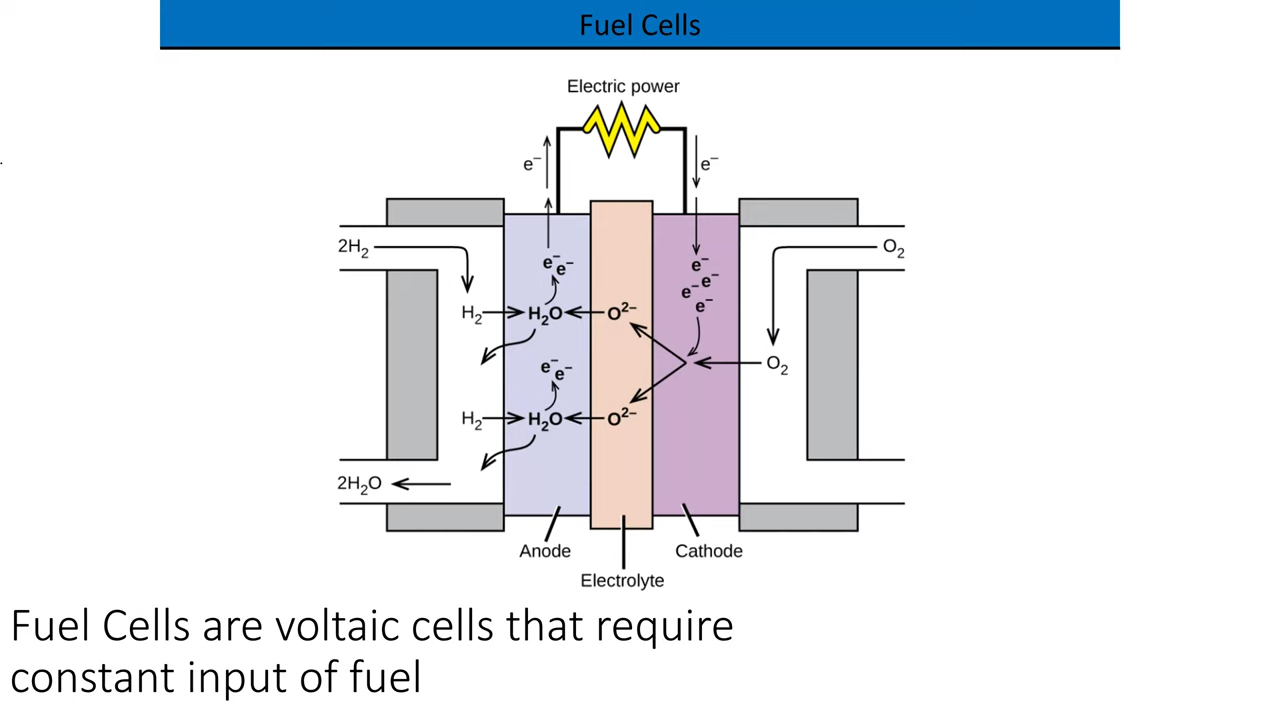 Fuel Cells
Electric power
e⁻
e⁻
2H₂
O₂
e⁻e⁻
e⁻
e⁻e⁻
e⁻
H₂
H₂O
O²⁻
e⁻e⁻
O₂
H₂
H₂O
O²⁻
2H₂O
Anode
Cathode
Electrolyte
Fuel Cells are voltaic cells that require
constant input of fuel